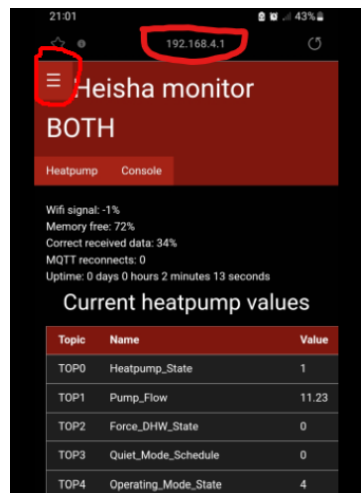 21:01 43%
192.168.4.1
Heisha monitor
BOTH
Heatpump Console
Wifi signal: -1%
Memory free: 72%
Correct received data: 34%
MQTT reconnects: 0
Uptime: 0 days 0 hours 2 minutes 13 seconds
Current heatpump values
Topic Name Value
TOP0 Heatpump_State 1
TOP1 Pump_Flow 11.23
TOP2 Force_DHW_State 0
TOP3 Quiet_Mode_Schedule 0
TOP4 Operating_Mode_State 4